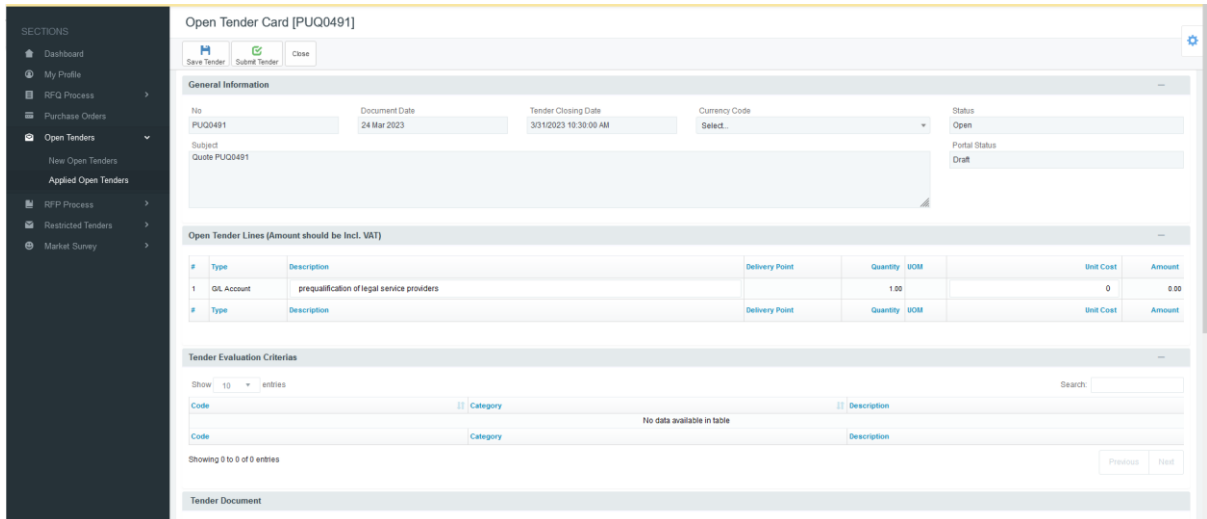 SECTIONS
Dashboard
My Profile
RFQ Process
Purchase Orders
Open Tenders
New Open Tenders
Applied Open Tenders
RFP Process
Restricted Tenders
Market Survey
Open Tender Card [PUQ0491]
Save Tender Submit Tender Close
General Information
No Document Date Tender Closing Date Currency Code Status
PUQ0491 24 Mar 2023 3/31/2023 10:30:00 AM Select... Open
Subject Portal Status
Quote PUQ0491 Draft
Open Tender Lines (Amount should be Incl. VAT)
# Type Description Delivery Point Quantity UOM Unit Cost Amount
1 G/L Account prequalification of legal service providers 1.00 0 0.00
# Type Description Delivery Point Quantity UOM Unit Cost Amount
Tender Evaluation Criterias
Show 10 entries Search:
Code Category Description
No data available in table
Code Category Description
Showing 0 to 0 of 0 entries Previous Next
Tender Document